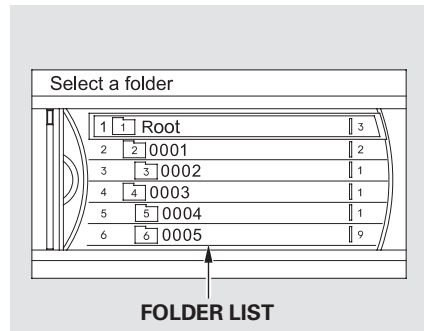 Select a folder
1 1 Root 3
2 2 0001 2
3 3 0002 1
4 4 0003 1
5 5 0004 1
6 6 0005 9
FOLDER LIST